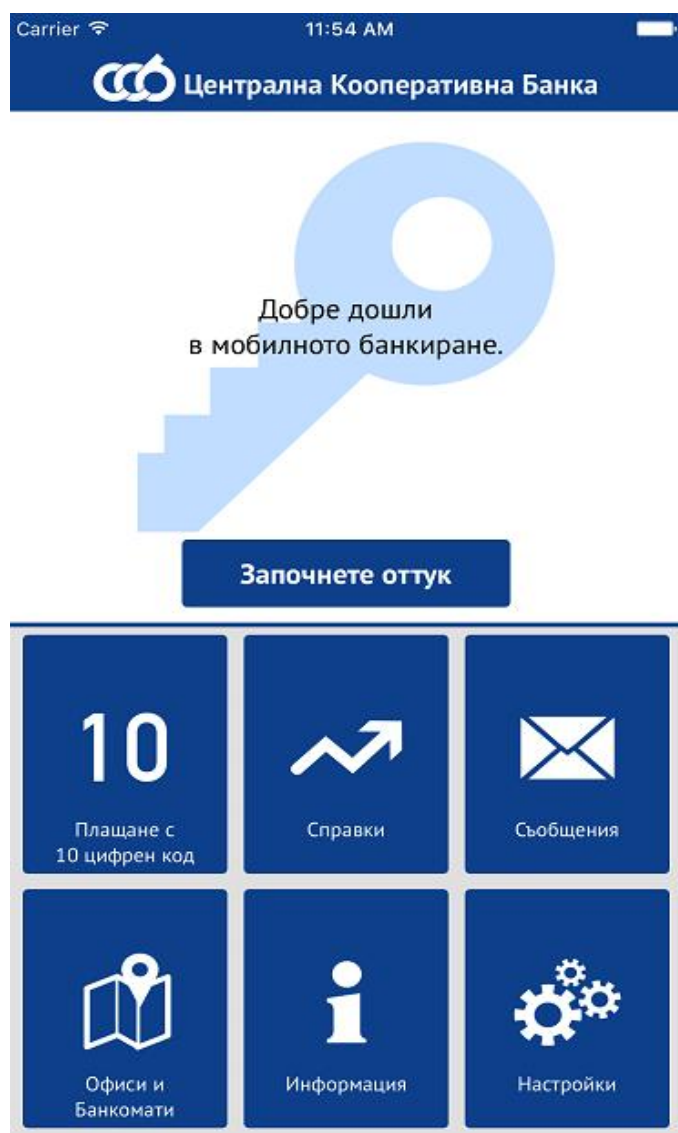 Carrier
11:54 AM
ССБ Централна Кооперативна Банка
Добре дошли
в мобилното банкиране.
Започнете оттук
10
Плащане с
10 цифрен код
Справки
Съобщения
Офиси и
Банкомати
Информация
Настройки